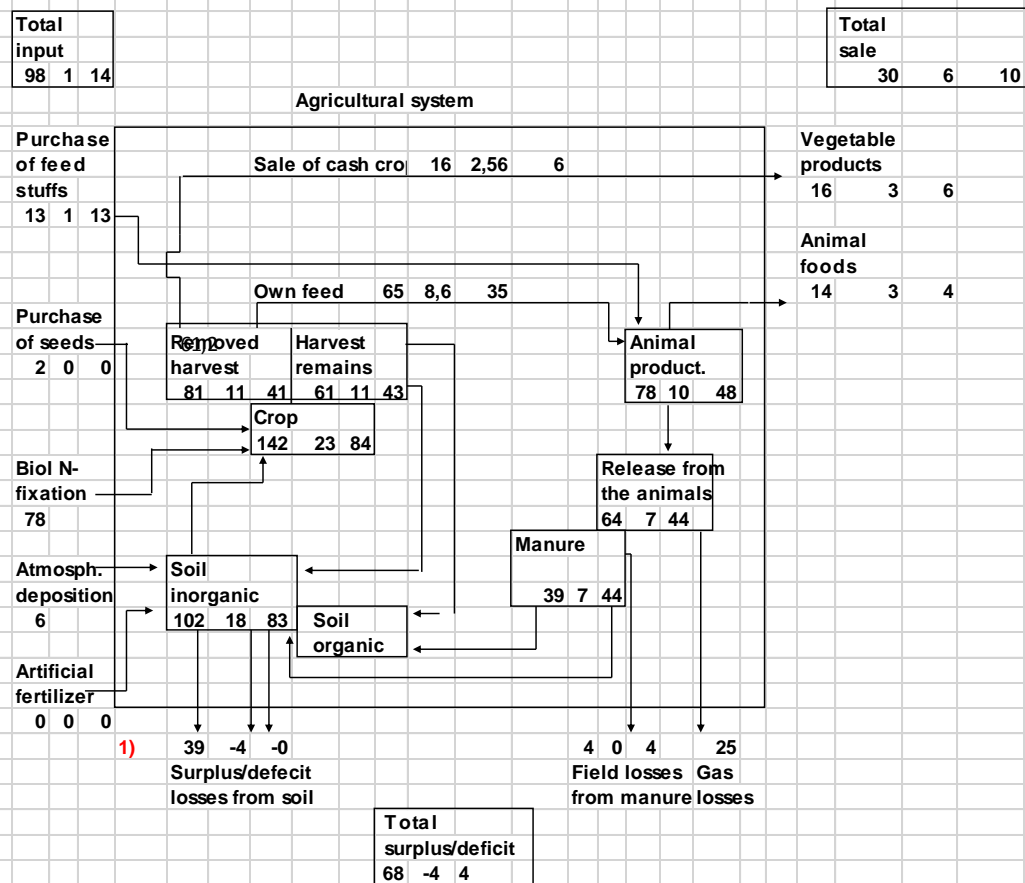 Total
input
98 1 14
Total
sale
30 6 10
Agricultural system
Purchase
of feed
stuffs
13 1 13
Sale of cash cro 16 2,56 6
Vegetable
products
16 3 6
Animal
foods
14 3 4
Own feed 65 8,6 35
Purchase
of seeds
2 0 0
Removed
harvest
81 11 41
Harvest
remains
61 11 43
Animal
product.
78 10 48
Crop
142 23 84
Biol N-
fixation
78
Release from
the animals
64 7 44
Manure
39 7 44
Atmosph.
deposition
6
Soil
inorganic
102 18 83
Soil
organic
Artificial
fertilizer
0 0 0
1) 39 -4 -0
Surplus/defecit
losses from soil
4 0 4
Field losses
from manure
25
Gas
losses
Total
surplus/deficit
68 -4 4